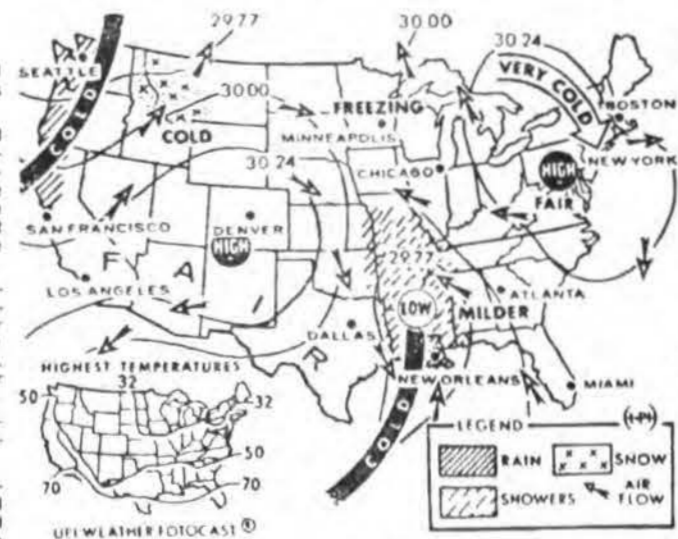 29.77
30.00
30.24
SEATTLE
COLD
VERY COLD
BOSTON
30.00
FREEZING
MINNEAPOLIS
COLD
NEW YORK
30.24
CHICAGO
HIGH
FAIR
SAN FRANCISCO
DENVER
HIGH
29.77
F A I R
LOS ANGELES
LOW
MILDER
ATLANTA
DALLAS
HIGHEST TEMPERATURES
32
NEW ORLEANS
MIAMI
50
32
COLD
50
70
70
LEGEND
UPI
RAIN
SNOW
SHOWERS
AIR
FLOW
UPI WEATHER FOTOCAST ®